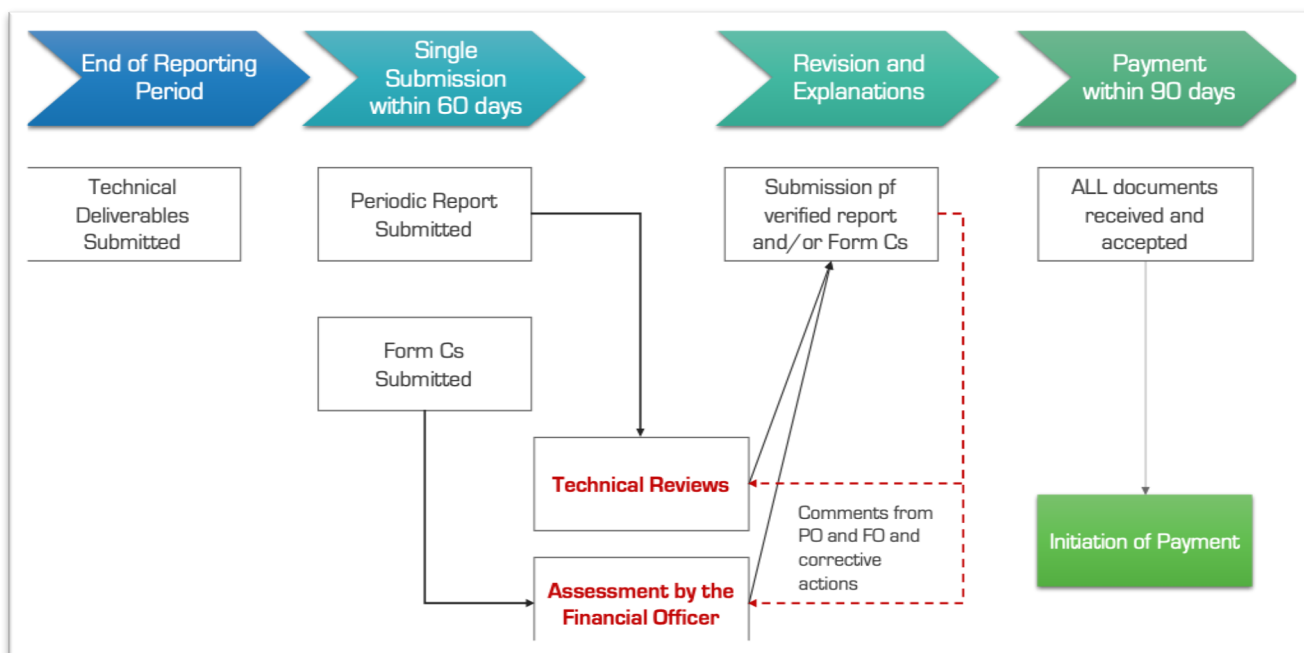 End of Reporting
Period
Single
Submission
within 60 days
Revision and
Explanations
Payment
within 90 days
Technical
Deliverables
Submitted
Periodic Report
Submitted
Submission pf
verified report
and/or Form Cs
ALL documents
received and
accepted
Form Cs
Submitted
Technical Reviews
Comments from
PO and FO and
corrective
actions
Initiation of Payment
Assessment by the
Financial Officer